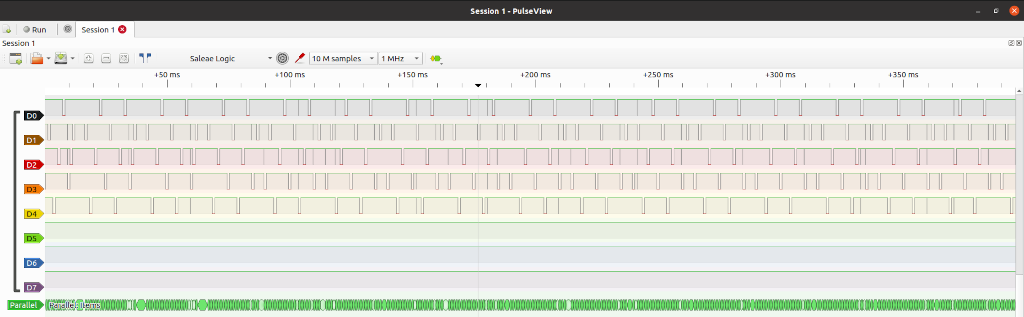 Session 1 - PulseView
Run
Session 1
Session 1
Saleae Logic
10 M samples
1 MHz
+50 ms +100 ms +150 ms +200 ms +250 ms +300 ms +350 ms
D0
D1
D2
D3
D4
D5
D6
D7
Parallel Parallel: Items